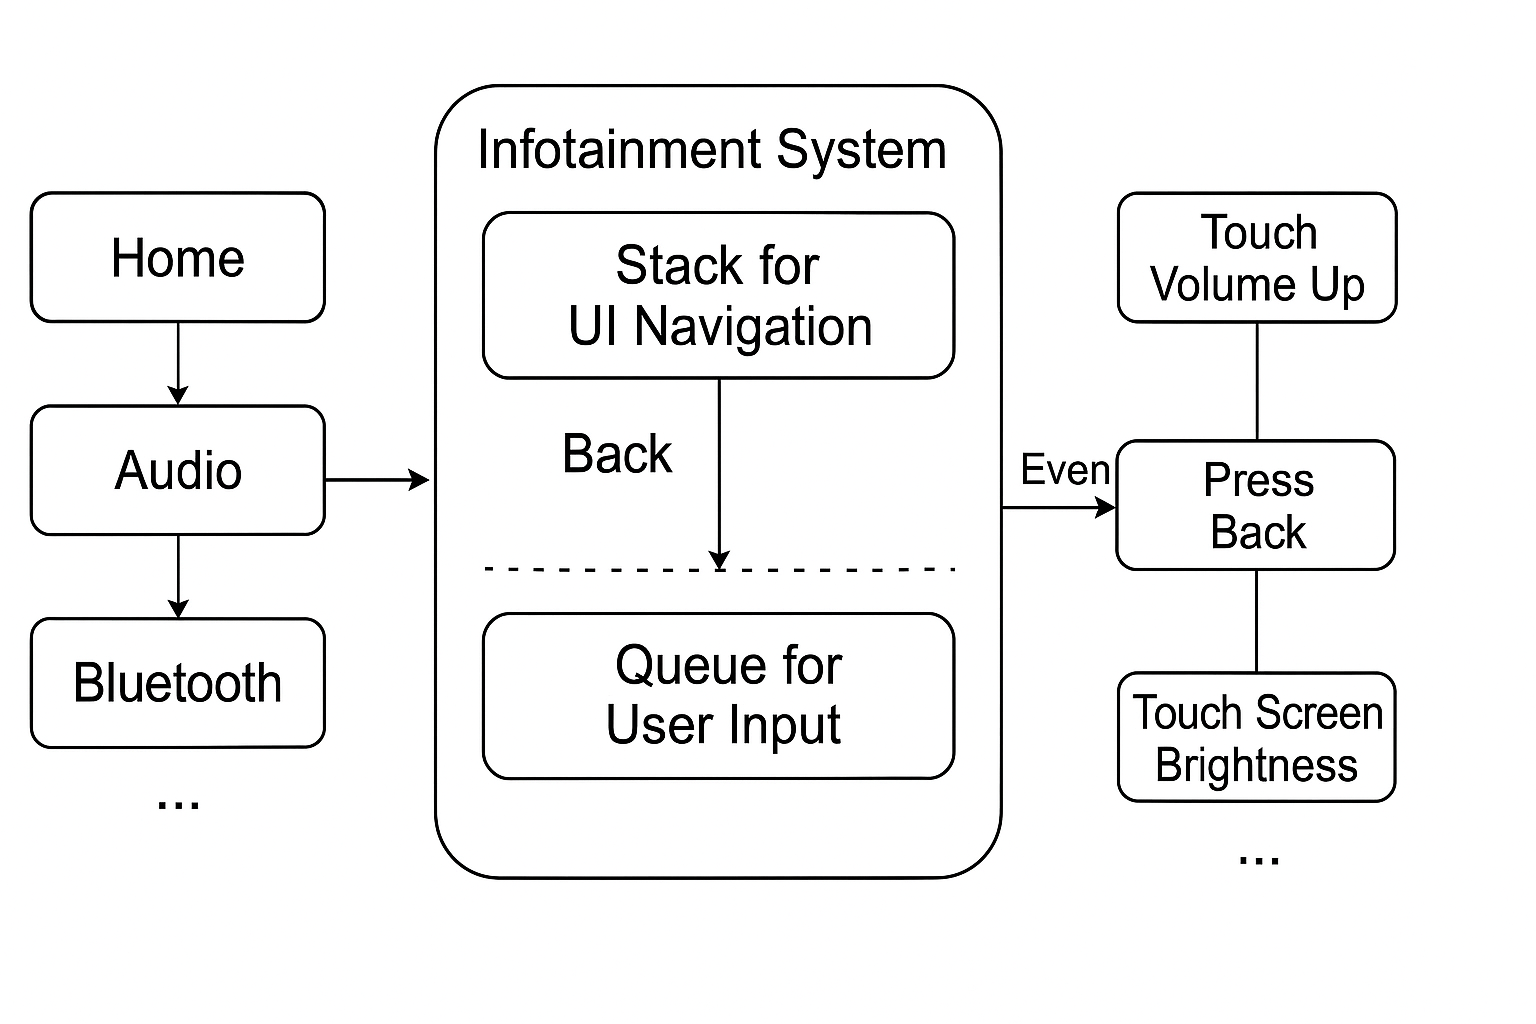 Home
Audio
Bluetooth
...
Infotainment System
Stack for
UI Navigation
Back
Queue for
User Input
Even
Touch
Volume Up
Press
Back
Touch Screen
Brightness
...